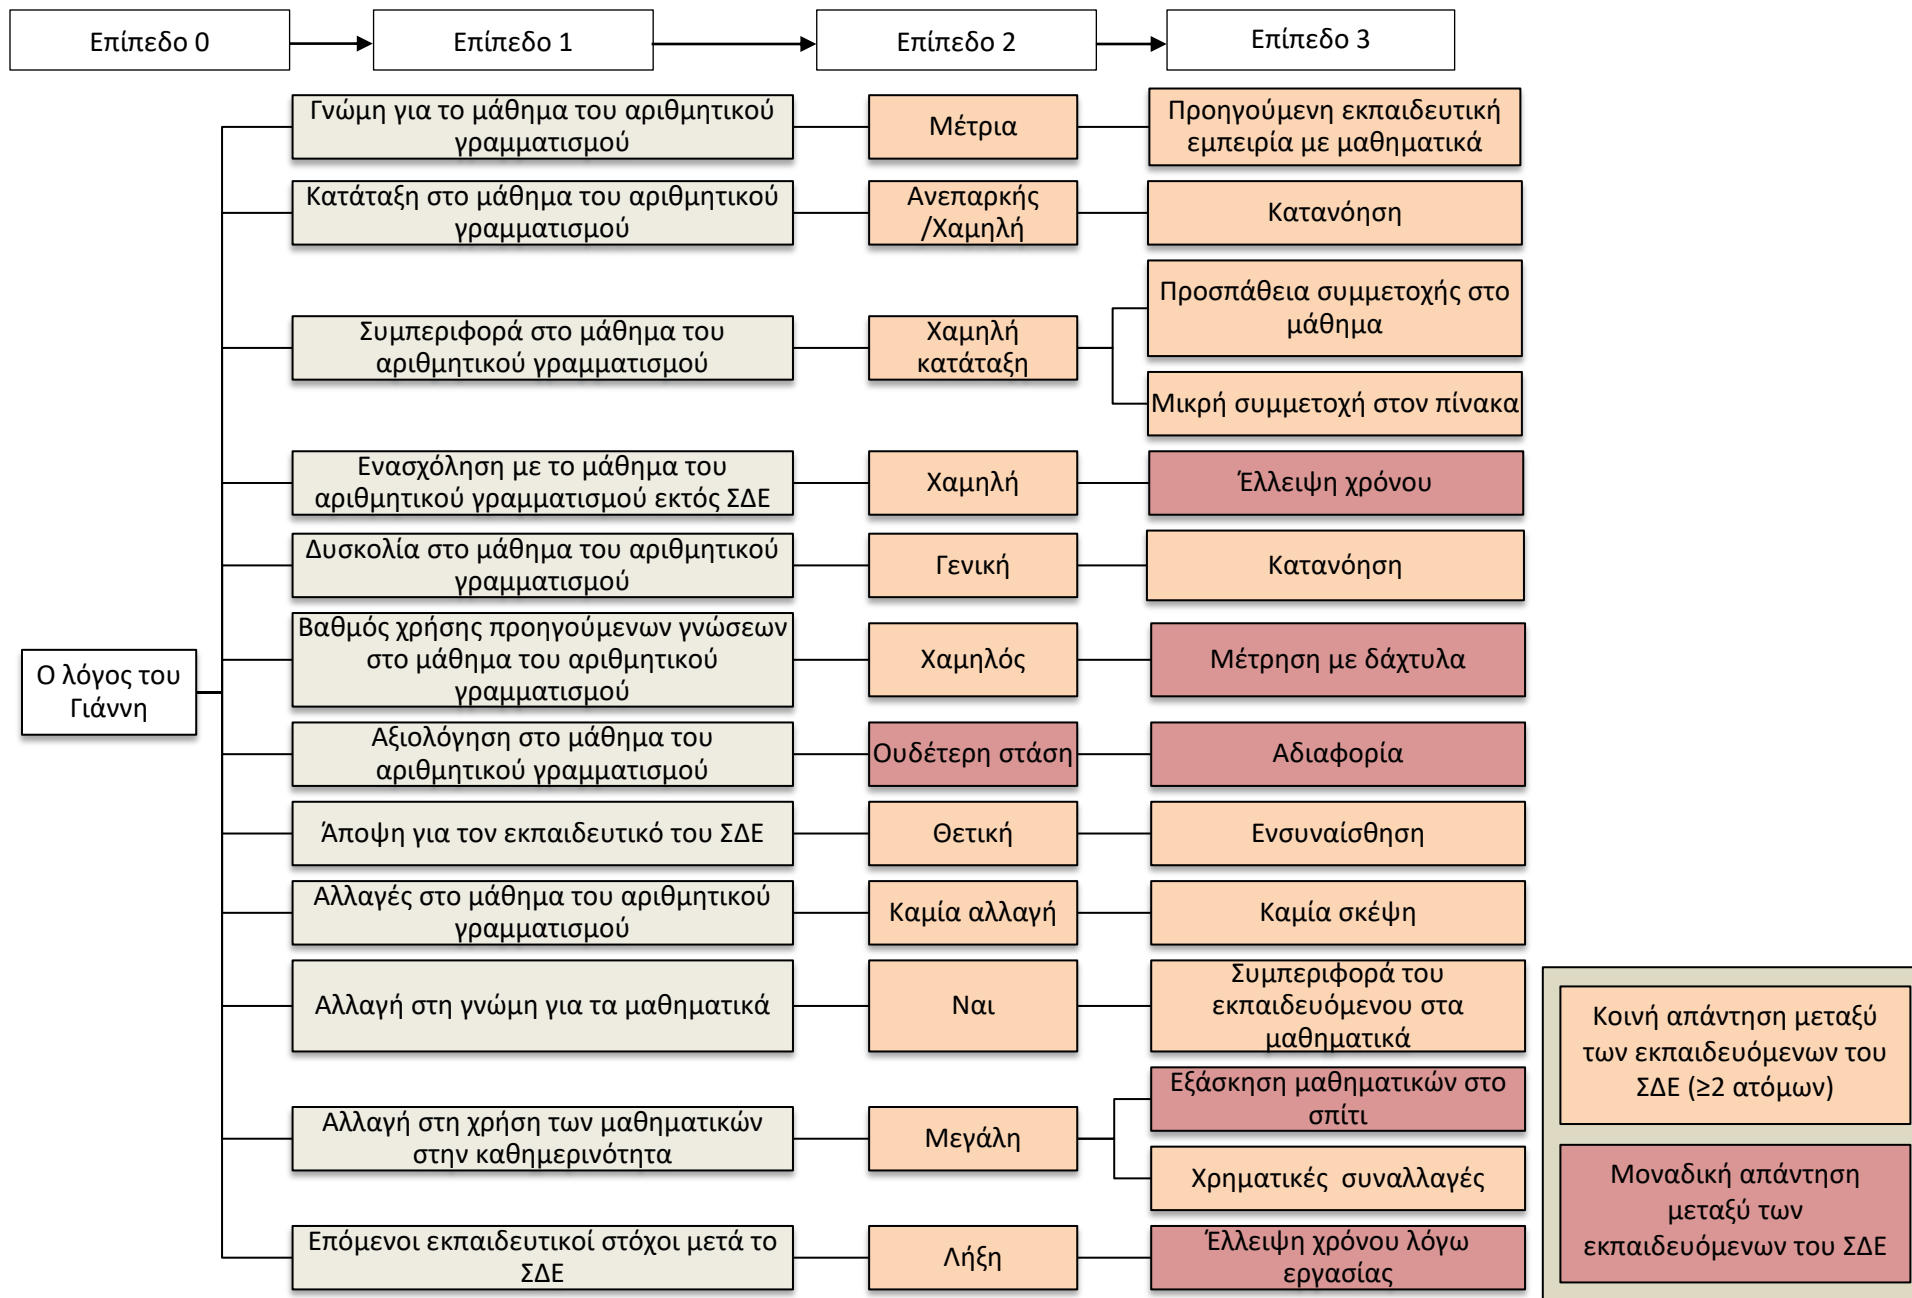 Επίπεδο 0
Επίπεδο 1
Επίπεδο 2
Επίπεδο 3
Ο λόγος του
Γιάννη
Γνώμη για το μάθημα του αριθμητικού
γραμματισμού
Μέτρια
Προηγούμενη εκπαιδευτική
εμπειρία με μαθηματικά
Κατάταξη στο μάθημα του αριθμητικού
γραμματισμού
Ανεπαρκής
/Χαμηλή
Κατανόηση
Συμπεριφορά στο μάθημα του
αριθμητικού γραμματισμού
Χαμηλή
κατάταξη
Προσπάθεια συμμετοχής στο
μάθημα
Μικρή συμμετοχή στον πίνακα
Ενασχόληση με το μάθημα του
αριθμητικού γραμματισμού εκτός ΣΔΕ
Χαμηλή
Έλλειψη χρόνου
Δυσκολία στο μάθημα του αριθμητικού
γραμματισμού
Γενική
Κατανόηση
Βαθμός χρήσης προηγούμενων γνώσεων
στο μάθημα του αριθμητικού
γραμματισμού
Χαμηλός
Μέτρηση με δάχτυλα
Αξιολόγηση στο μάθημα του
αριθμητικού γραμματισμού
Ουδέτερη στάση
Αδιαφορία
Άποψη για τον εκπαιδευτικό του ΣΔΕ
Θετική
Ενσυναίσθηση
Αλλαγές στο μάθημα του αριθμητικού
γραμματισμού
Καμία αλλαγή
Καμία σκέψη
Αλλαγή στη γνώμη για τα μαθηματικά
Ναι
Συμπεριφορά του
εκπαιδευόμενου στα
μαθηματικά
Αλλαγή στη χρήση των μαθηματικών
στην καθημερινότητα
Μεγάλη
Εξάσκηση μαθηματικών στο
σπίτι
Χρηματικές συναλλαγές
Επόμενοι εκπαιδευτικοί στόχοι μετά το
ΣΔΕ
Λήξη
Έλλειψη χρόνου λόγω
εργασίας
Κοινή απάντηση μεταξύ
των εκπαιδευόμενων του
ΣΔΕ (≥2 ατόμων)
Μοναδική απάντηση
μεταξύ των
εκπαιδευόμενων του ΣΔΕ